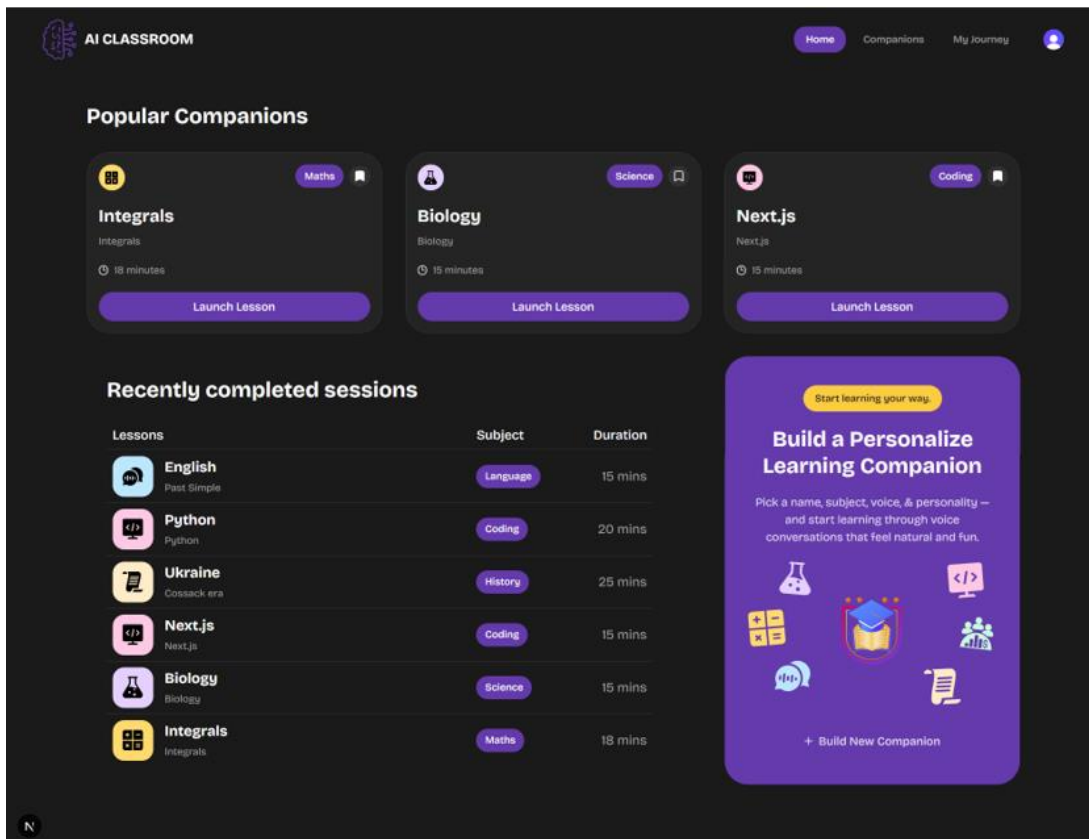 AI CLASSROOM
Home Companions My Journey
Popular Companions
Maths
Integrals
Integrals
18 minutes
Launch Lesson
Science
Biology
Biology
15 minutes
Launch Lesson
Coding
Next.js
Next.js
15 minutes
Launch Lesson
Recently completed sessions
Lessons Subject Duration
English
Past Simple
Language
15 mins
Python
Python
Coding
20 mins
Ukraine
Cossack era
History
25 mins
Next.js
Next.js
Coding
15 mins
Biology
Biology
Science
15 mins
Integrals
Integrals
Maths
18 mins
Start learning your way.
Build a Personalize
Learning Companion
Pick a name, subject, voice, & personality —
and start learning through voice
conversations that feel natural and fun.
+ Build New Companion
N